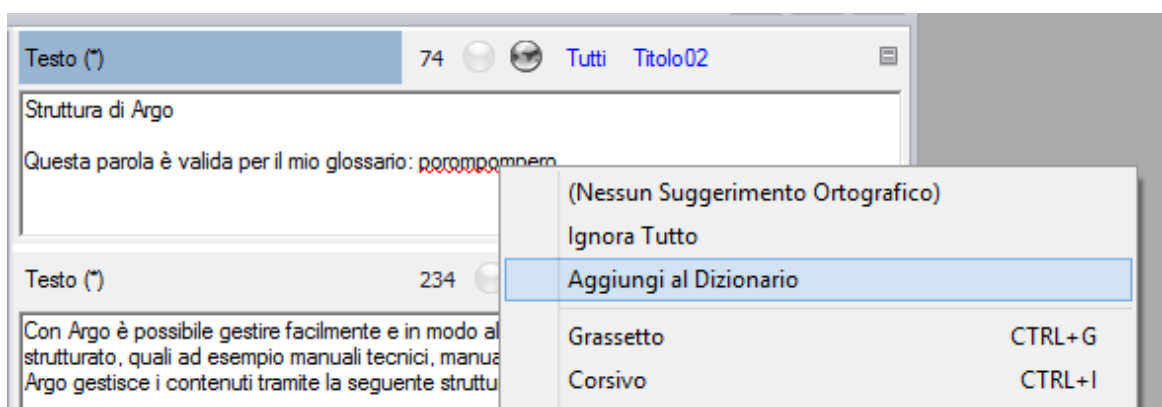 Testo (*) 74 Tutti Titolo02
Struttura di Argo
Questa parola è valida per il mio glossario: porompompero
(Nessun Suggerimento Ortografico)
Ignora Tutto
Testo (*) 234
Aggiungi al Dizionario
Con Argo è possibile gestire facilmente e in modo al
strutturato, quali ad esempio manuali tecnici, manua
Argo gestisce i contenuti tramite la seguente struttu
Grassetto CTRL+G
Corsivo CTRL+I